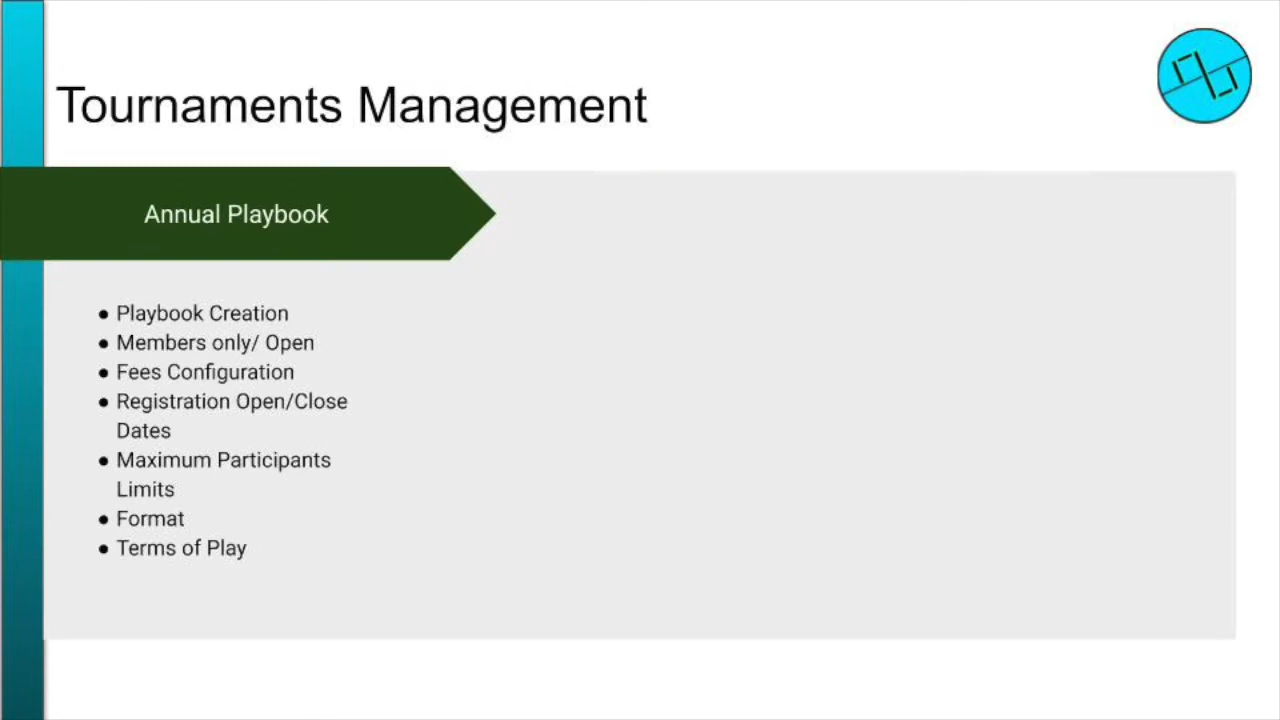 Tournaments Management
Annual Playbook
● Playbook Creation
● Members only/ Open
● Fees Configuration
● Registration Open/Close
Dates
● Maximum Participants
Limits
● Format
● Terms of Play